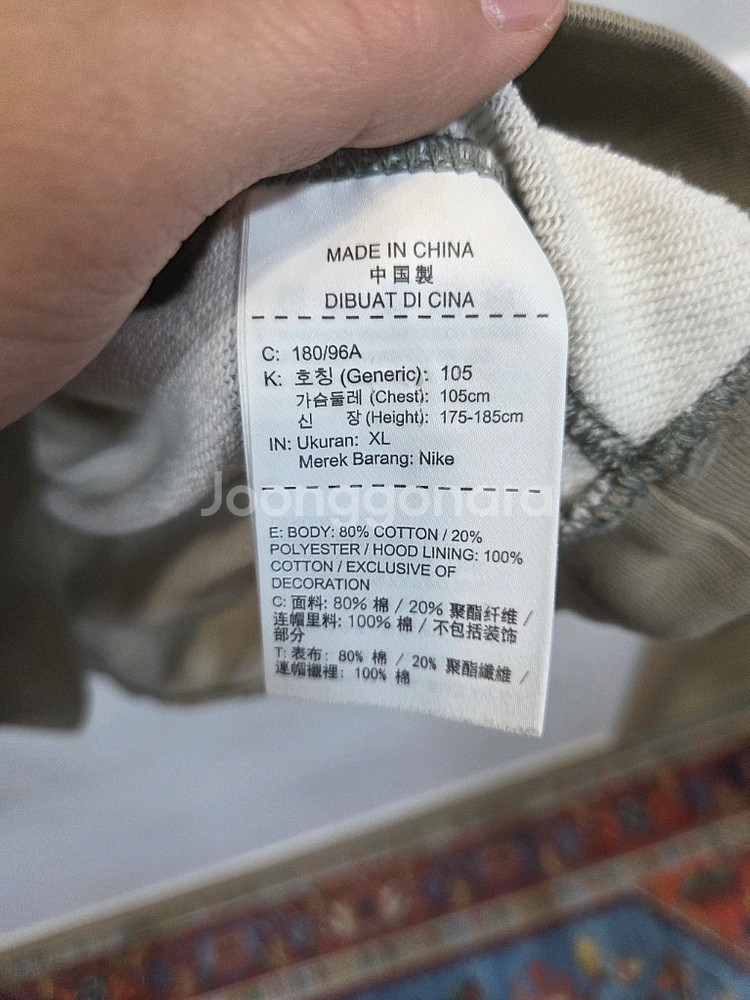 MADE IN CHINA
中国製
DIBUAT DI CINA
C: 180/96A
K: 호칭 (Generic): 105
가슴둘레 (Chest): 105cm
신 장 (Height): 175-185cm
IN: Ukuran: XL
Merek Barang: Nike
Joonggonara
E: BODY: 80% COTTON / 20%
POLYESTER / HOOD LINING: 100%
COTTON / EXCLUSIVE OF
DECORATION
C: 面料: 80% 棉 / 20% 聚酯纤维 /
连帽里料: 100% 棉 / 不包括装饰
部分
T: 表布: 80% 棉 / 20% 聚酯纖維 /
連帽襯裡: 100% 棉